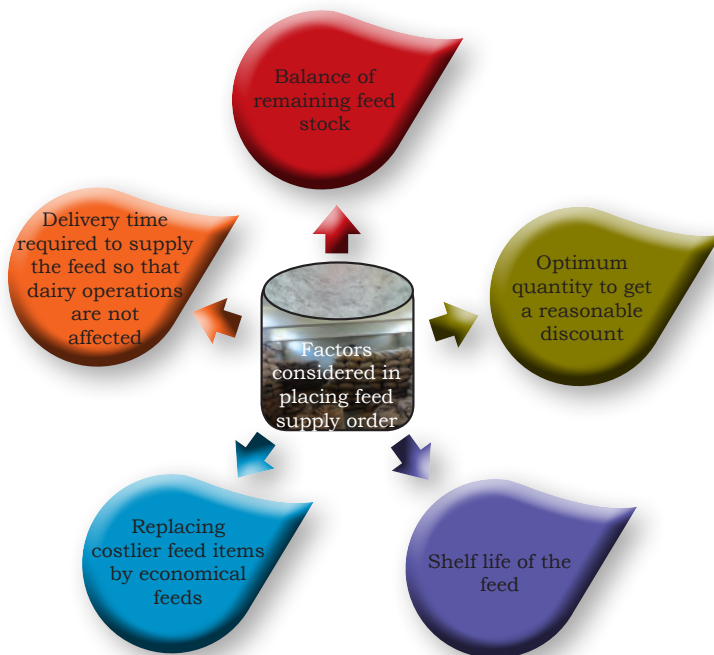 Balance of
remaining feed
stock
Delivery time
required to supply
the feed so that
dairy operations
are not
affected
Optimum
quantity to get
a reasonable
discount
Factors
considered in
placing feed
supply order
Replacing
costlier feed items
by economical
feeds
Shelf life of the
feed